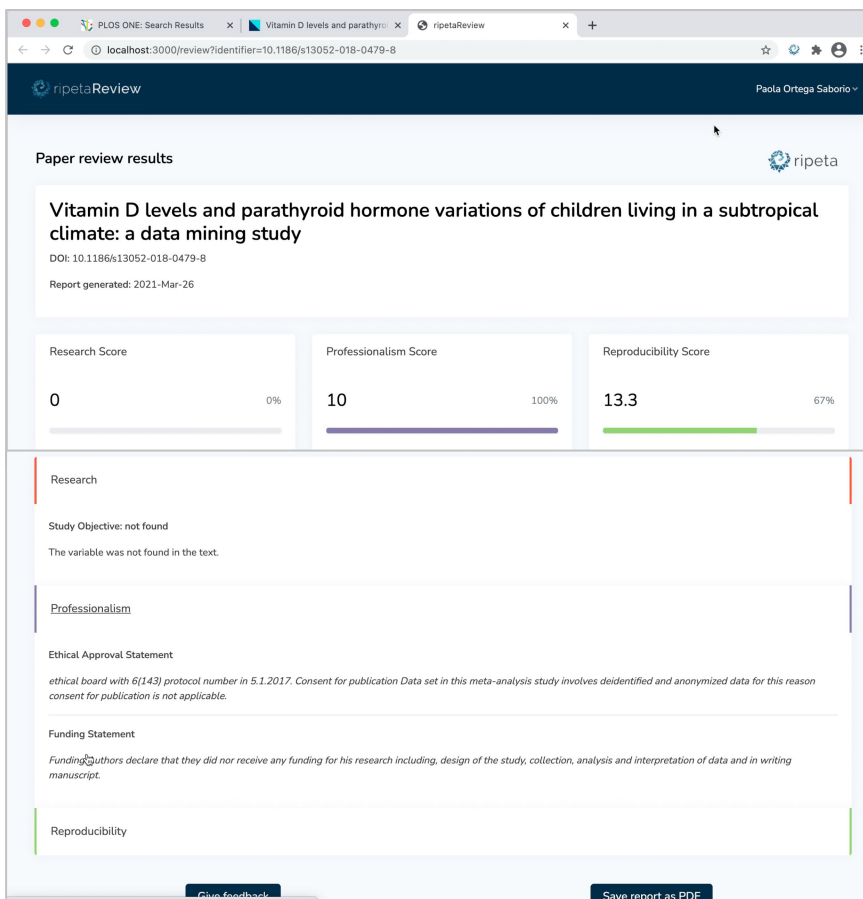 PLOS ONE: Search Results
Vitamin D levels and parathyro
ripetaReview
localhost:3000/review?identifier=10.1186/s13052-018-0479-8
ripetaReview
Paola Ortega Saborio
Paper review results
ripeta
Vitamin D levels and parathyroid hormone variations of children living in a subtropical
climate: a data mining study
DOI: 10.1186/s13052-018-0479-8
Report generated: 2021-Mar-26
Research Score
Professionalism Score
Reproducibility Score
0
0%
10
100%
13.3
67%
Research
Study Objective: not found
The variable was not found in the text.
Professionalism
Ethical Approval Statement
ethical board with 6(143) protocol number in 5.1.2017. Consent for publication Data set in this meta-analysis study involves deidentified and anonymized data for this reason
consent for publication is not applicable.
Funding Statement
Funding authors declare that they did nor receive any funding for his research including, design of the study, collection, analysis and interpretation of data and in writing
manuscript.
Reproducibility
Give feedback
Save report as PDF